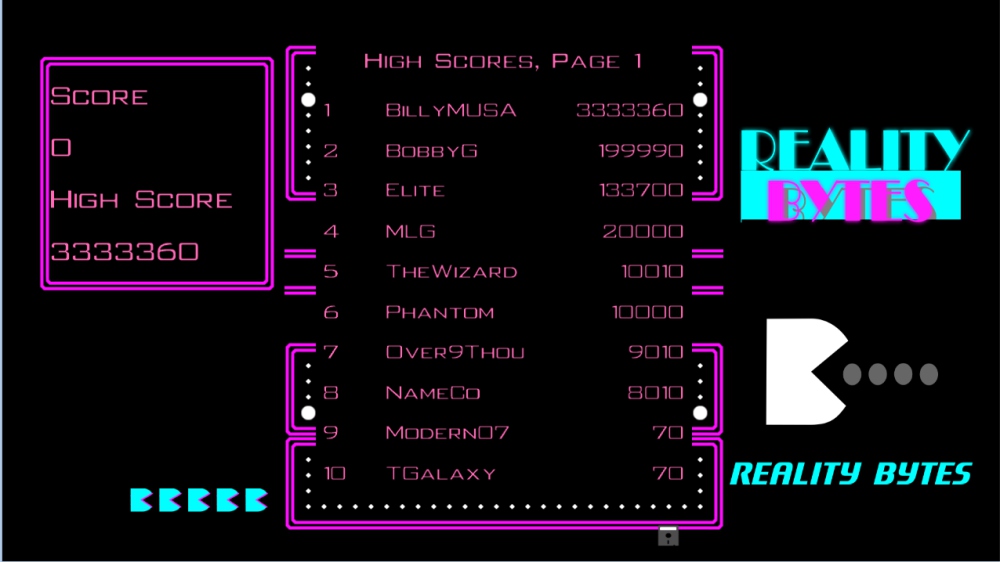 Score
0
High Score
3333360
High Scores, Page 1
1 BillyMUSA 3333360
2 BobbyG 199990
3 Elite 133700
4 MLG 20000
5 TheWizard 10010
6 Phantom 10000
7 Over9Thou 9010
8 NameCo 8010
9 Modern07 70
10 TGalaxy 70
REALITY
BYTES
REALITY BYTES